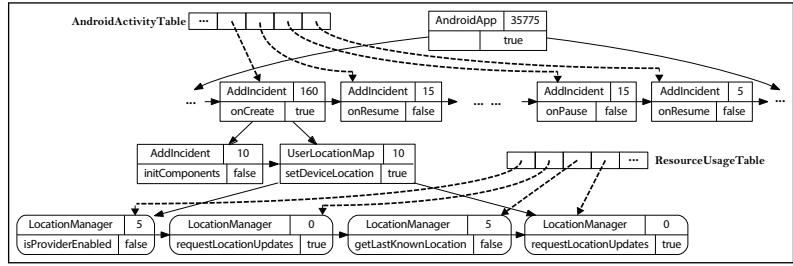 AndroidActivityTable ...
AndroidApp 35775
true
AddIncident 160
onCreate true
AddIncident 15
onResume false
AddIncident 15
onPause false
AddIncident 5
onResume false
... ... ... ...
AddIncident 10
initComponents false
UserLocationMap 10
setDeviceLocation true
... ResourceUsageTable
LocationManager 5
isProviderEnabled false
LocationManager 0
requestLocationUpdates true
LocationManager 5
getLastKnownLocation false
LocationManager 0
requestLocationUpdates true